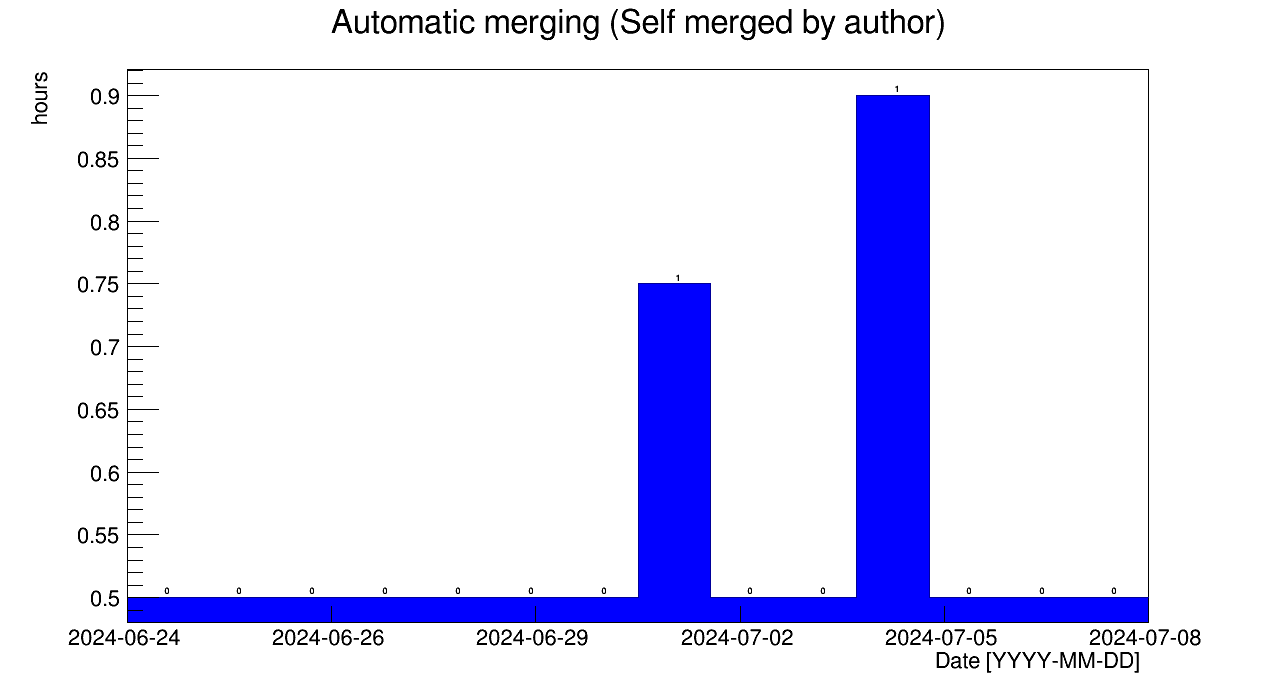 Automatic merging (Self merged by author)
hours
0.9
0.85
0.8
0.75
0.7
0.65
0.6
0.55
0.5
0 0 0 0 0 0 0 1 0 0 1 0 0 0
2024-06-24 2024-06-26 2024-06-29 2024-07-02 2024-07-05 2024-07-08
Date [YYYY-MM-DD]